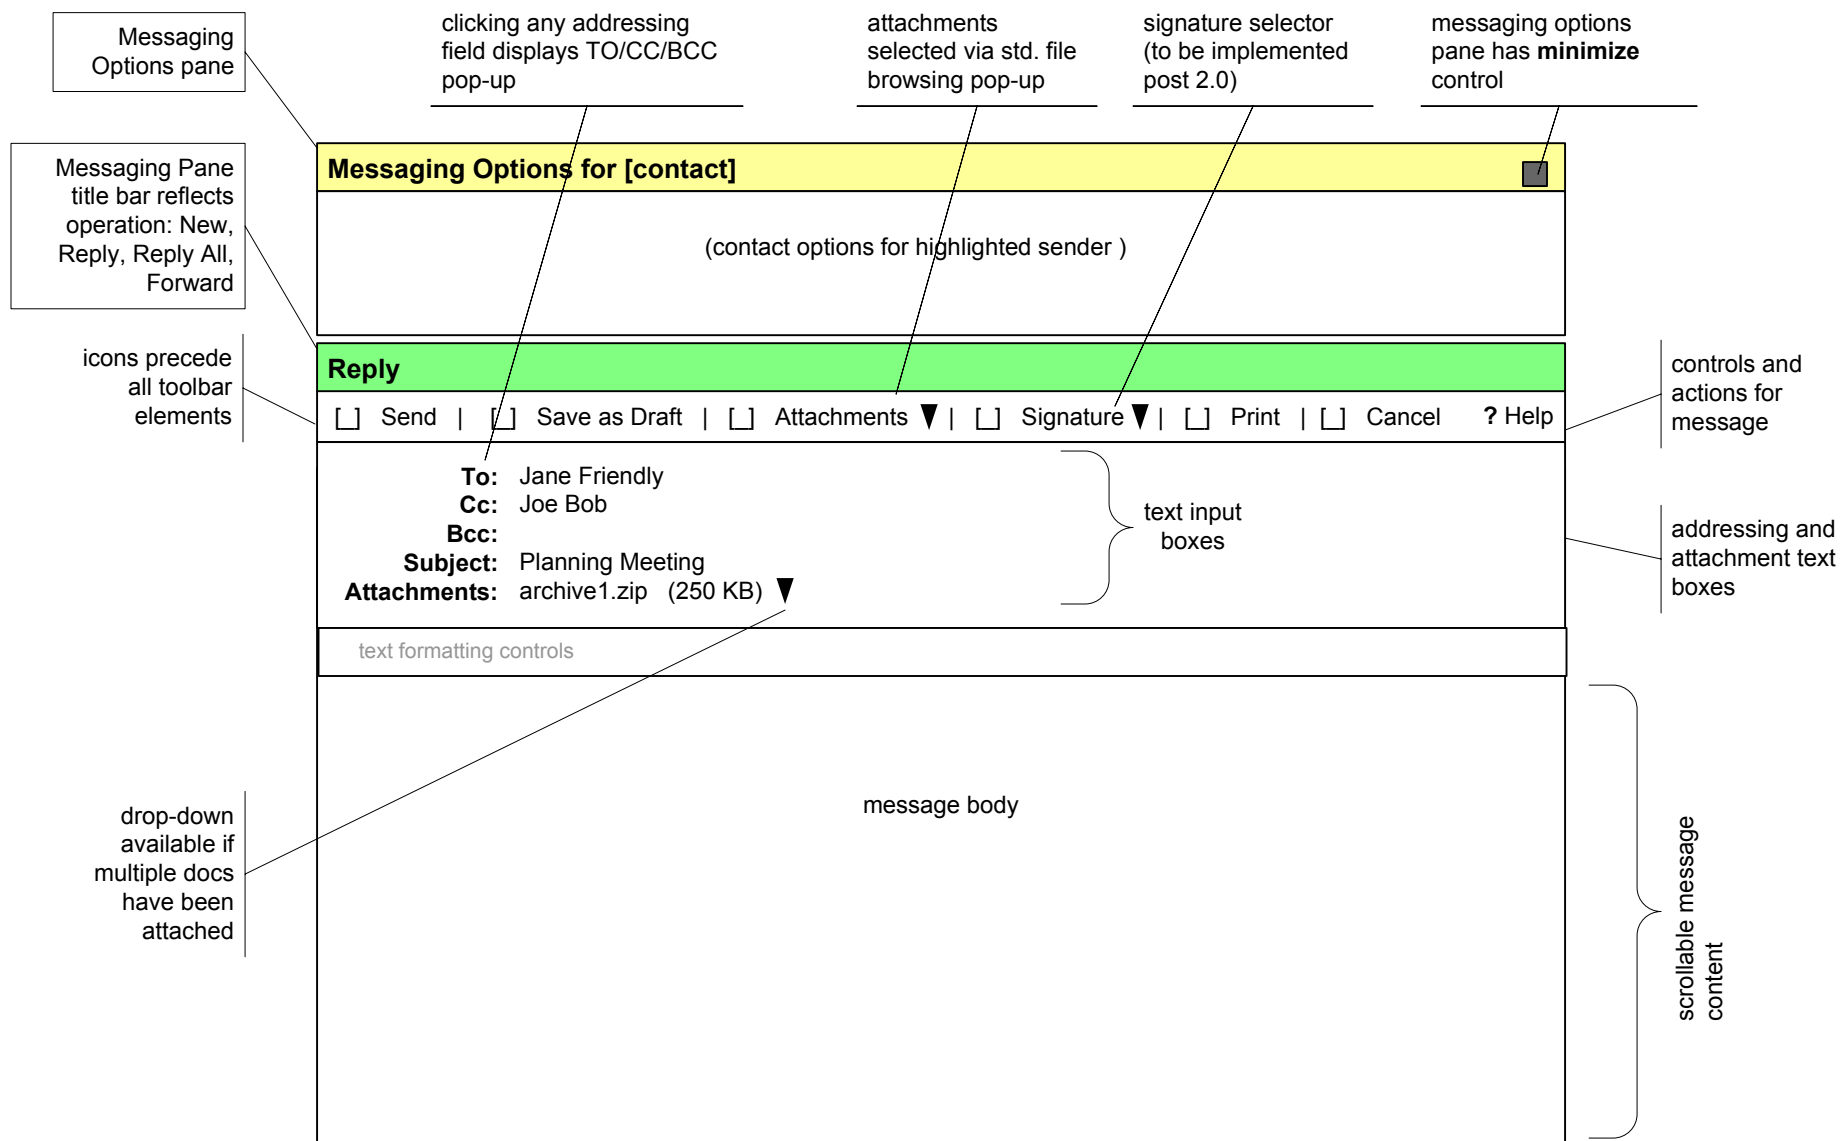 Messaging
Options pane
clicking any addressing
field displays TO/CC/BCC
pop-up
attachments
selected via std. file
browsing pop-up
signature selector
(to be implemented
post 2.0)
messaging options
pane has minimize
control
Messaging Pane
title bar reflects
operation: New,
Reply, Reply All,
Forward
Messaging Options for [contact]
(contact options for highlighted sender )
icons precede
all toolbar
elements
Reply
[_] Send | [_] Save as Draft | [_] Attachments ▼ | [_] Signature ▼ | [_] Print | [_] Cancel ? Help
controls and
actions for
message
To: Jane Friendly
Cc: Joe Bob
Bcc:
Subject: Planning Meeting
Attachments: archive1.zip (250 KB) ▼
text input
boxes
addressing and
attachment text
boxes
text formatting controls
message body
drop-down
available if
multiple docs
have been
attached
scrollable message
content